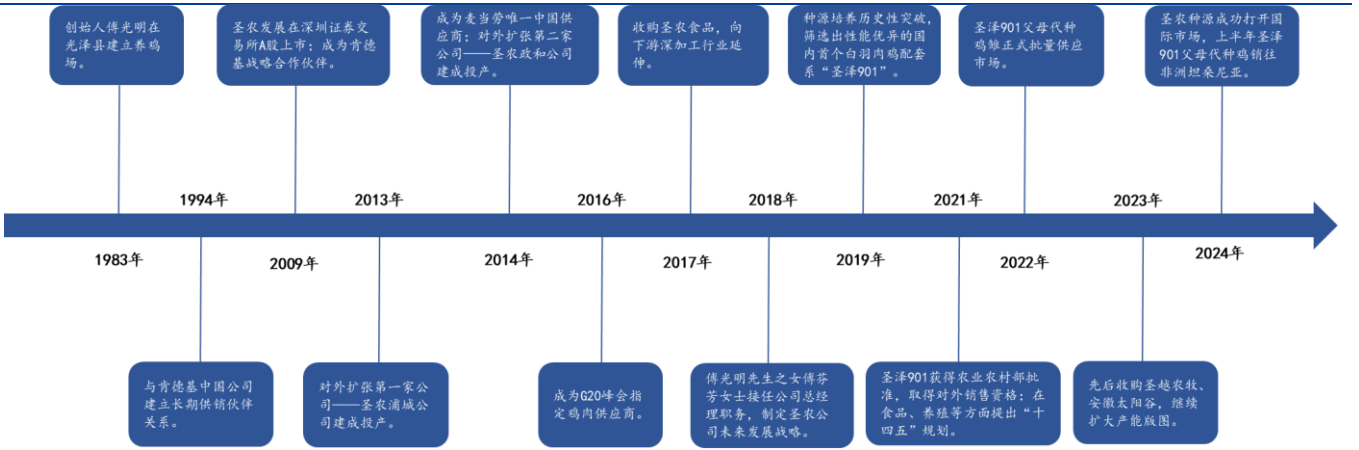 创始人傅光明在
光泽县建立养鸡
场。
圣农发展在深圳证券交
易所A股上市；成为肯德
基战略合作伙伴。
成为麦当劳唯一中国供
应商；对外扩张第二家
公司——圣农政和公司
建成投产。
收购圣农食品，向
下游深加工行业延
伸。
种源培养历史性突破，
筛选出性能优异的国
内首个白羽肉鸡配套
系“圣泽901”。
圣泽901父母代种
鸡雏正式批量供应
市场。
圣农种源成功打开国
际市场，上半年圣泽
901父母代种鸡销往
非洲坦桑尼亚。
1994年
2013年
2016年
2018年
2021年
2023年
1983年
2009年
2014年
2017年
2019年
2022年
2024年
与肯德基中国公司
建立长期供销伙伴
关系。
对外扩张第一家公
司——圣农浦城公
司建成投产。
成为G20峰会指
定鸡肉供应商。
傅光明先生之女傅芬
芳女士接任公司总经
理职务，制定圣农公
司未来发展战略。
圣泽901获得农业农村部批
准，取得对外销售资格；在
食品、养殖等方面提出“十
四五”规划。
先后收购圣越农牧、
安徽太阳谷，继续
扩大产能版图。